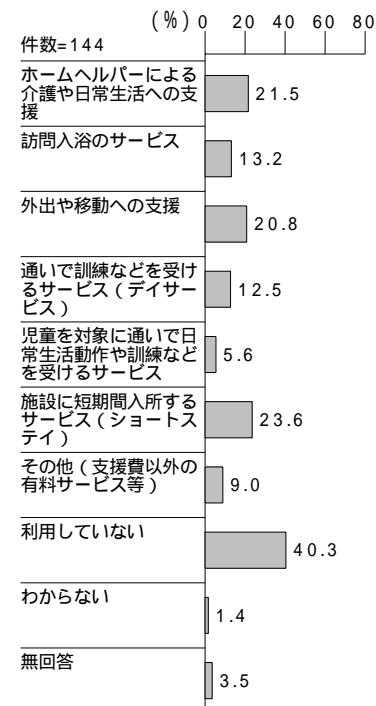 (%) 0 20 40 60 80
件数=144
ホームヘルパーによる
介護や日常生活への支
援
21.5
訪問入浴のサービス
13.2
外出や移動への支援
20.8
通いで訓練などを受け
るサービス(デイサー
ビス)
12.5
児童を対象に通いで日
常生活動作や訓練など
を受けるサービス
5.6
施設に短期間入所する
サービス(ショートス
テイ)
23.6
その他(支援費以外の
有料サービス等)
9.0
利用していない
40.3
わからない
1.4
無回答
3.5